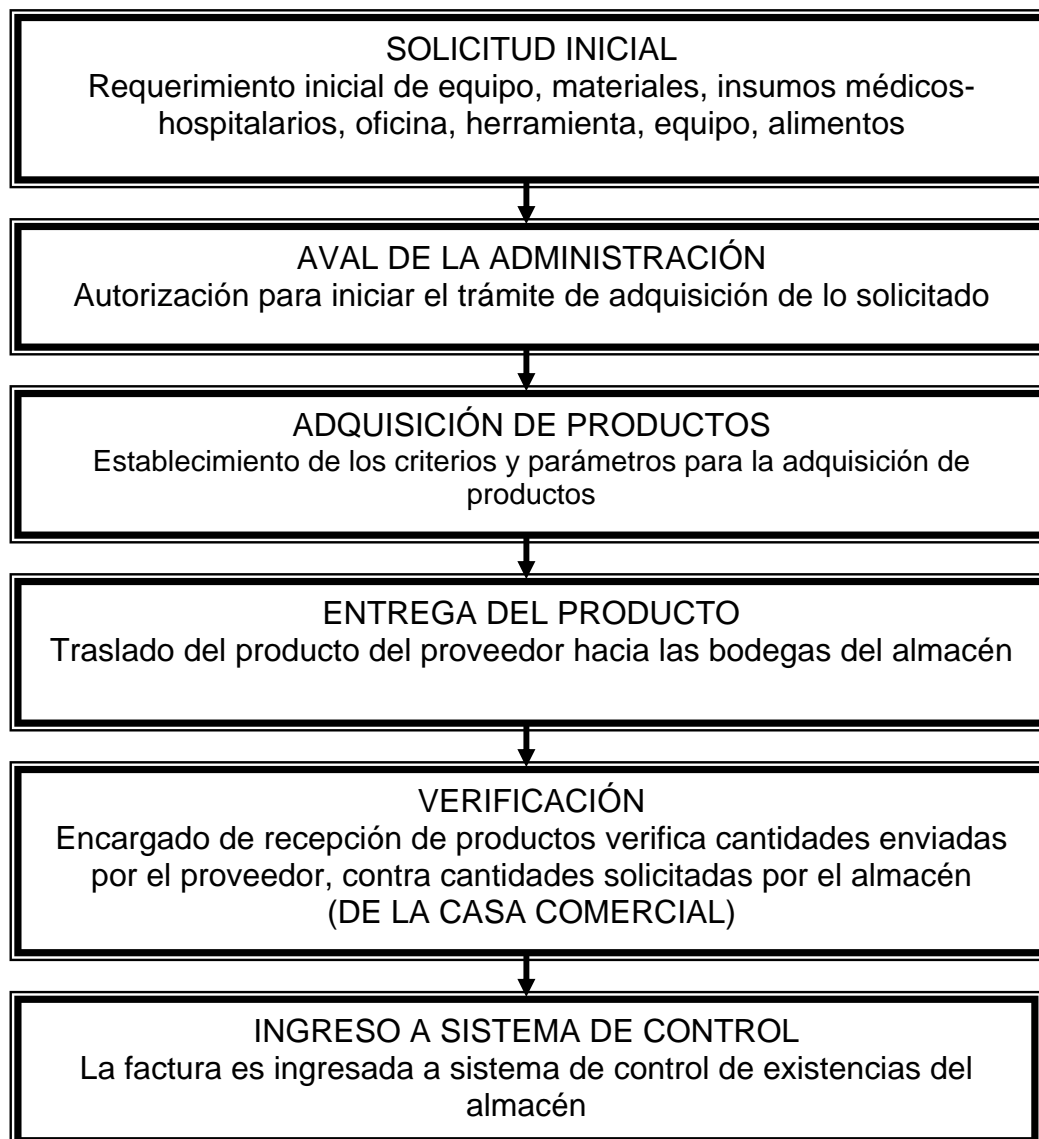 SOLICITUD INICIAL
Requerimiento inicial de equipo, materiales, insumos médicos-
hospitalarios, oficina, herramienta, equipo, alimentos
AVAL DE LA ADMINISTRACIÓN
Autorización para iniciar el trámite de adquisición de lo solicitado
ADQUISICIÓN DE PRODUCTOS
Establecimiento de los criterios y parámetros para la adquisición de
productos
ENTREGA DEL PRODUCTO
Traslado del producto del proveedor hacia las bodegas del almacén
VERIFICACIÓN
Encargado de recepción de productos verifica cantidades enviadas
por el proveedor, contra cantidades solicitadas por el almacén
(DE LA CASA COMERCIAL)
INGRESO A SISTEMA DE CONTROL
La factura es ingresada a sistema de control de existencias del
almacén